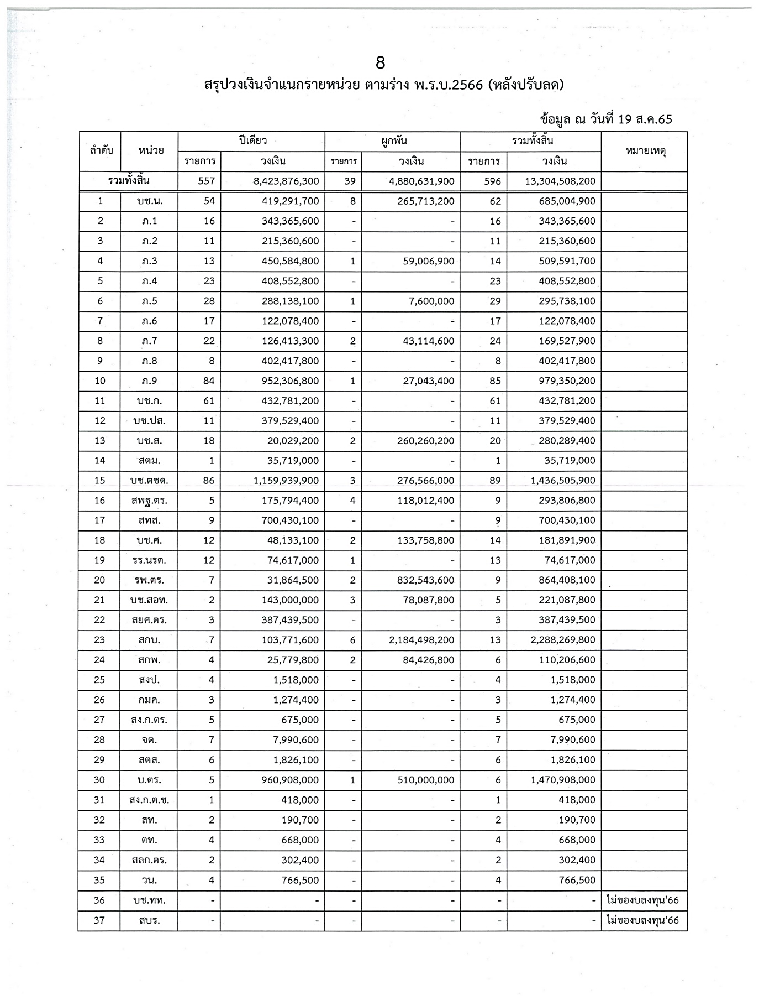 8
สรุปวงเงินจำแนกรายหน่วย ตามร่าง พ.ร.บ.2566 (หลังปรับลด)
ข้อมูล ณ วันที่ 19 ส.ค.65
ลำดับ หน่วย ปีเดียว ผูกพัน รวมทั้งสิ้น หมายเหตุ
รายการ วงเงิน รายการ วงเงิน รายการ วงเงิน
รวมทั้งสิ้น 557 8,423,876,300 39 4,880,631,900 596 13,304,508,200
1 บช.น. 54 419,291,700 8 265,713,200 62 685,004,900
2 ภ.1 16 343,365,600 - - 16 343,365,600
3 ภ.2 11 215,360,600 - - 11 215,360,600
4 ภ.3 13 450,584,800 1 59,006,900 14 509,591,700
5 ภ.4 23 408,552,800 - - 23 408,552,800
6 ภ.5 28 288,138,100 1 7,600,000 29 295,738,100
7 ภ.6 17 122,078,400 - - 17 122,078,400
8 ภ.7 22 126,413,300 2 43,114,600 24 169,527,900
9 ภ.8 8 402,417,800 - - 8 402,417,800
10 ภ.9 84 952,306,800 1 27,043,400 85 979,350,200
11 บช.ก. 61 432,781,200 - - 61 432,781,200
12 บช.ปส. 11 379,529,400 - - 11 379,529,400
13 บช.ส. 18 20,029,200 2 260,260,200 20 280,289,400
14 สตม. 1 35,719,000 - - 1 35,719,000
15 บช.ตชด. 86 1,159,939,900 3 276,566,000 89 1,436,505,900
16 สพฐ.ตร. 5 175,794,400 4 118,012,400 9 293,806,800
17 สทส. 9 700,430,100 - - 9 700,430,100
18 บช.ศ. 12 48,133,100 2 133,758,800 14 181,891,900
19 รร.นรต. 12 74,617,000 1 - 13 74,617,000
20 รพ.ตร. 7 31,864,500 2 832,543,600 9 864,408,100
21 บช.สอท. 2 143,000,000 3 78,087,800 5 221,087,800
22 สยศ.ตร. 3 387,439,500 - - 3 387,439,500
23 สกบ. 7 103,771,600 6 2,184,498,200 13 2,288,269,800
24 สกพ. 4 25,779,800 2 84,426,800 6 110,206,600
25 สงป. 4 1,518,000 - - 4 1,518,000
26 กมค. 3 1,274,400 - - 3 1,274,400
27 สง.ก.ตร. 5 675,000 - - 5 675,000
28 จต. 7 7,990,600 - - 7 7,990,600
29 สตส. 6 1,826,100 - - 6 1,826,100
30 บ.ตร. 5 960,908,000 1 510,000,000 6 1,470,908,000
31 สง.ก.ต.ช. 1 418,000 - - 1 418,000
32 สท. 2 190,700 - - 2 190,700
33 ตท. 4 668,000 - - 4 668,000
34 สลก.ตร. 2 302,400 - - 2 302,400
35 วน. 4 766,500 - - 4 766,500
36 บช.ทท. - - - - - - ไม่ของบลงทุน'66
37 สบร. - - - - - - ไม่ของบลงทุน'66